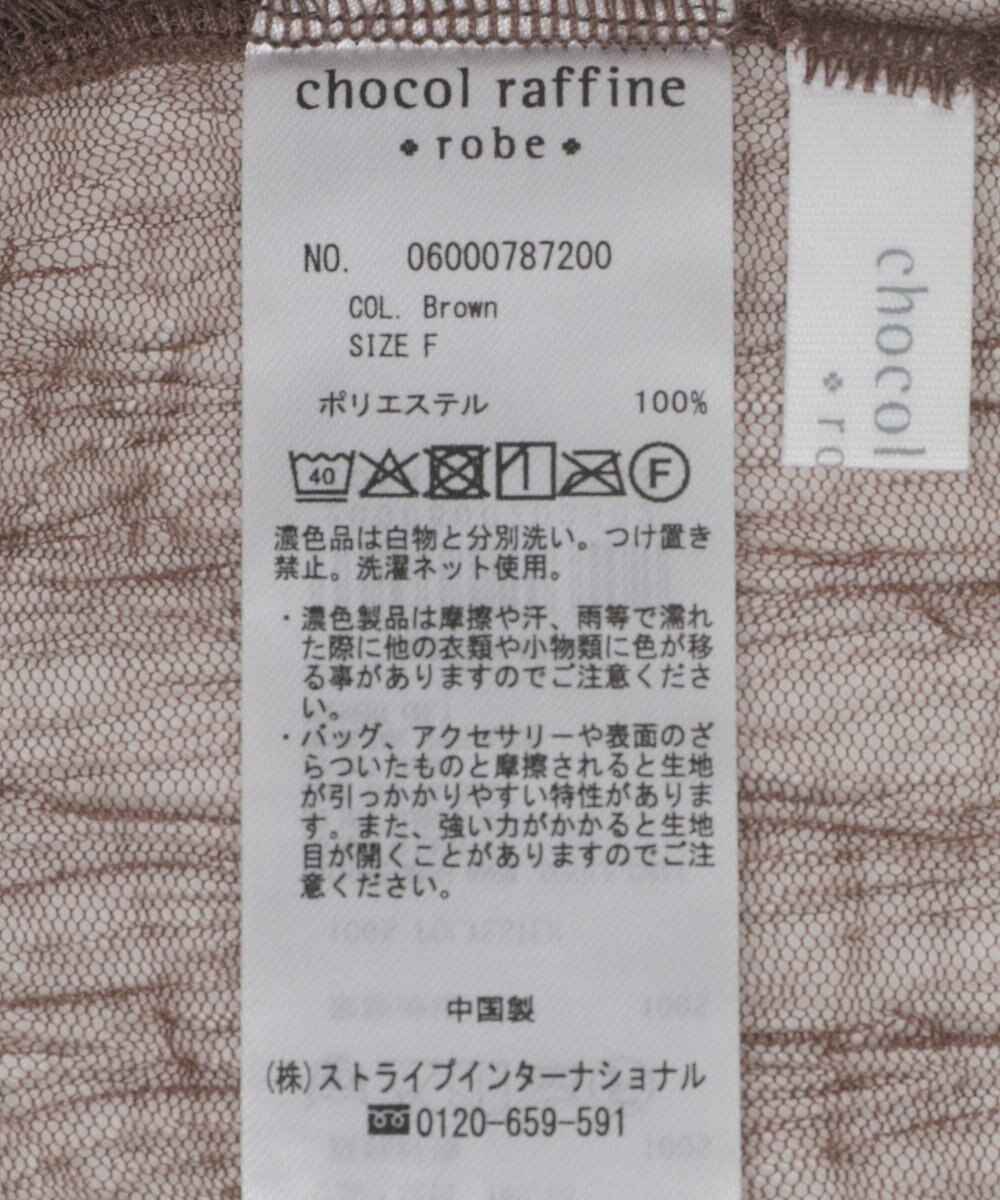 chocol raffine
robe
NO. 06000787200
COL. Brown
SIZE F
ポリエステル 100%
40 F
濃色品は白物と分別洗い。つけ置き
禁止。洗濯ネット使用。
・濃色製品は摩擦や汗、雨等で濡れ
た際に他の衣類や小物類に色が移
る事がありますのでご注意くださ
い。
・バッグ、アクセサリーや表面のざ
らついたものと摩擦されると生地
が引っかかりやすい特性がありま
す。また、強い力がかかると生地
目が開くことがありますのでご注
意ください。
中国製
(株)ストライプインターナショナル
0120-659-591
chocol
ro